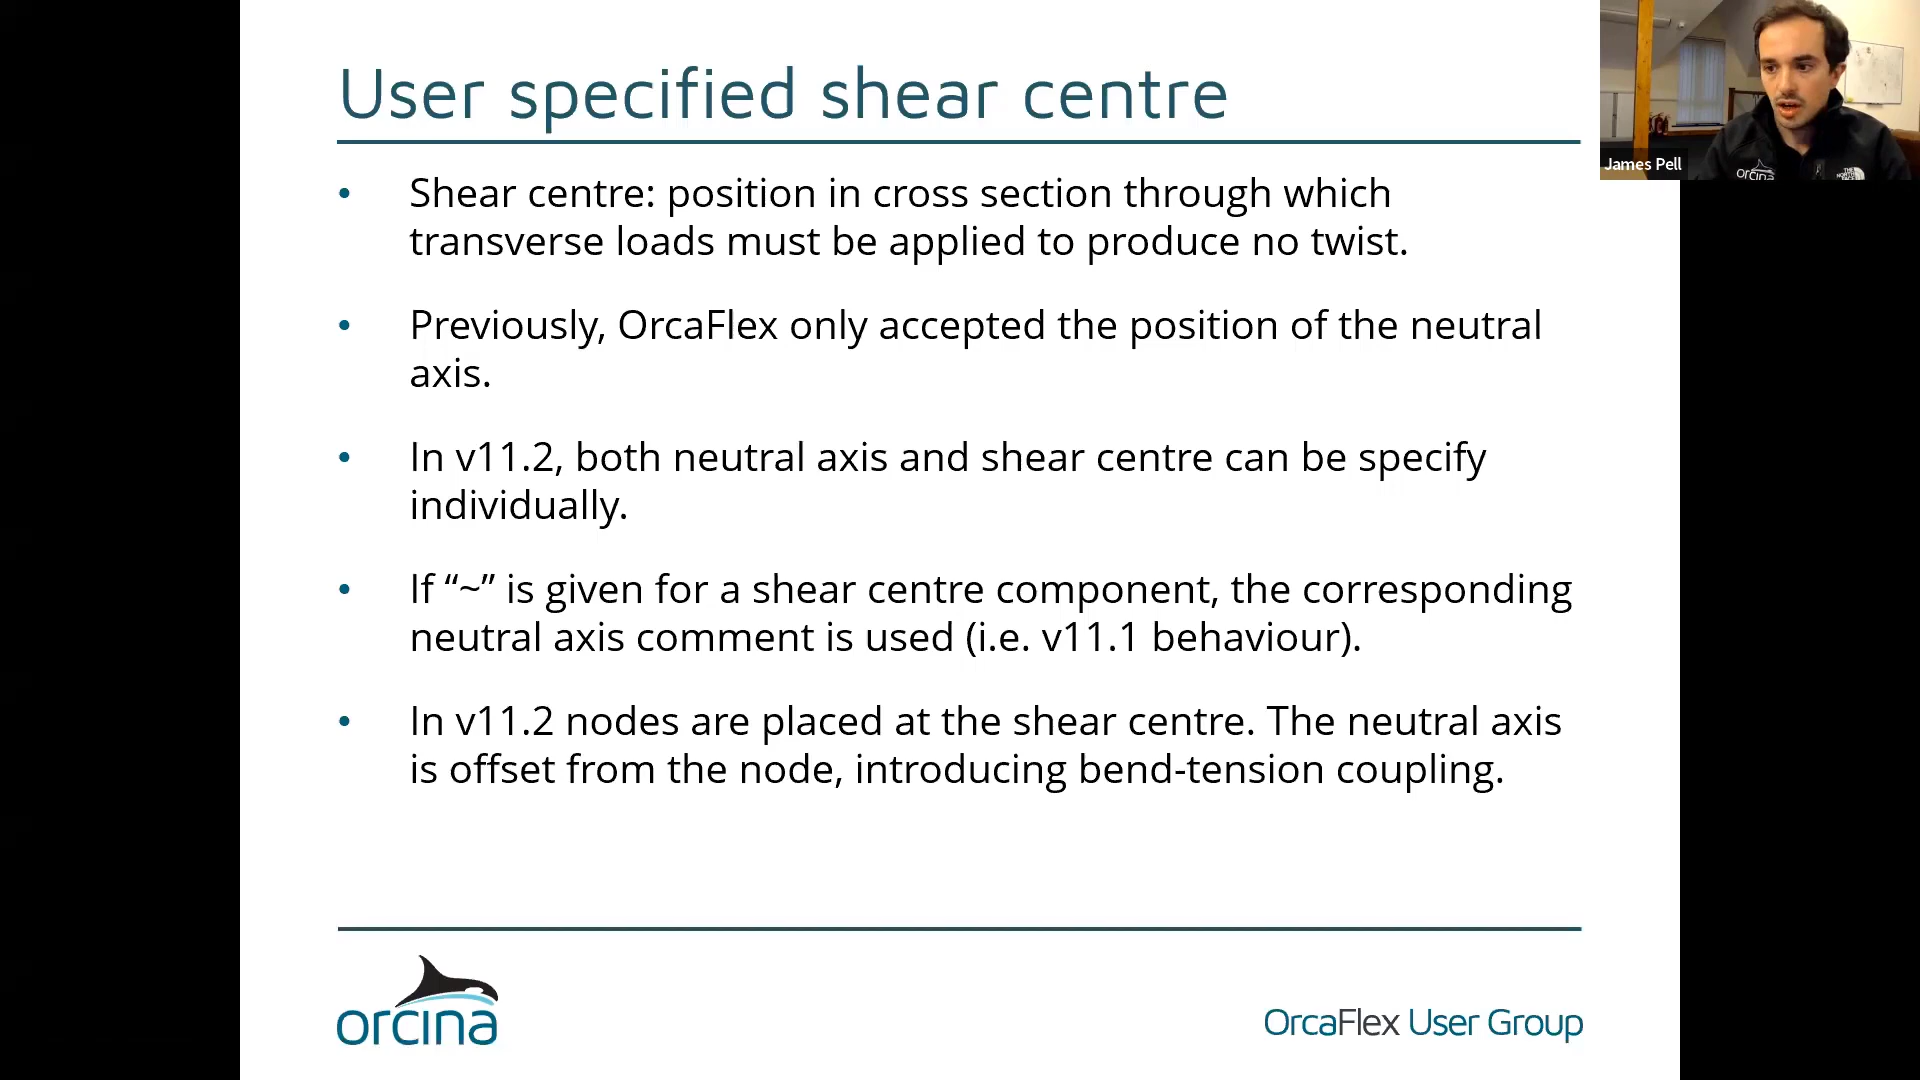 User specified shear centre
James Pell
orcina
THE NORTH FACE
• Shear centre: position in cross section through which
transverse loads must be applied to produce no twist.
• Previously, OrcaFlex only accepted the position of the neutral
axis.
• In v11.2, both neutral axis and shear centre can be specify
individually.
• If “~” is given for a shear centre component, the corresponding
neutral axis comment is used (i.e. v11.1 behaviour).
• In v11.2 nodes are placed at the shear centre. The neutral axis
is offset from the node, introducing bend-tension coupling.
orcina
OrcaFlex User Group